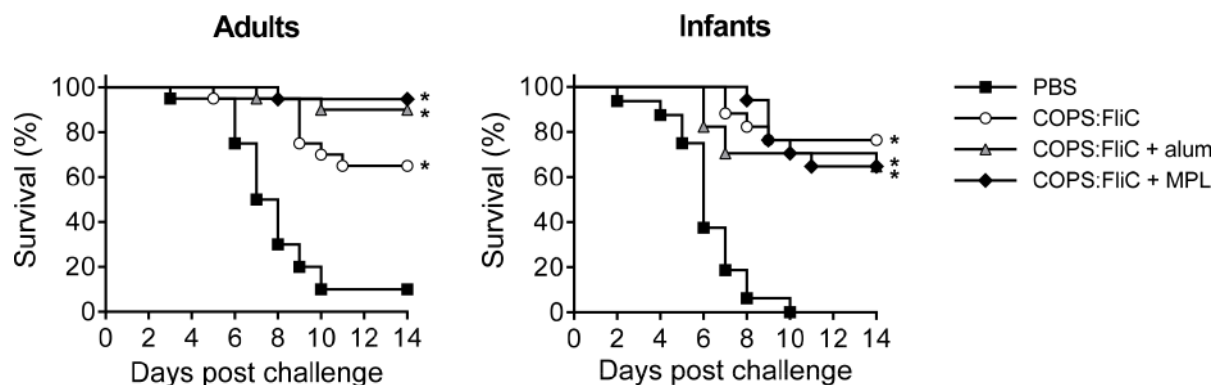 Adults
Infants
Survival (%)
100
80
60
40
20
0
*
*
*
0 2 4 6 8 10 12 14
Days post challenge
Survival (%)
100
80
60
40
20
0
*
*
*
0 2 4 6 8 10 12 14
Days post challenge
PBS
COPS:FliC
COPS:FliC + alum
COPS:FliC + MPL